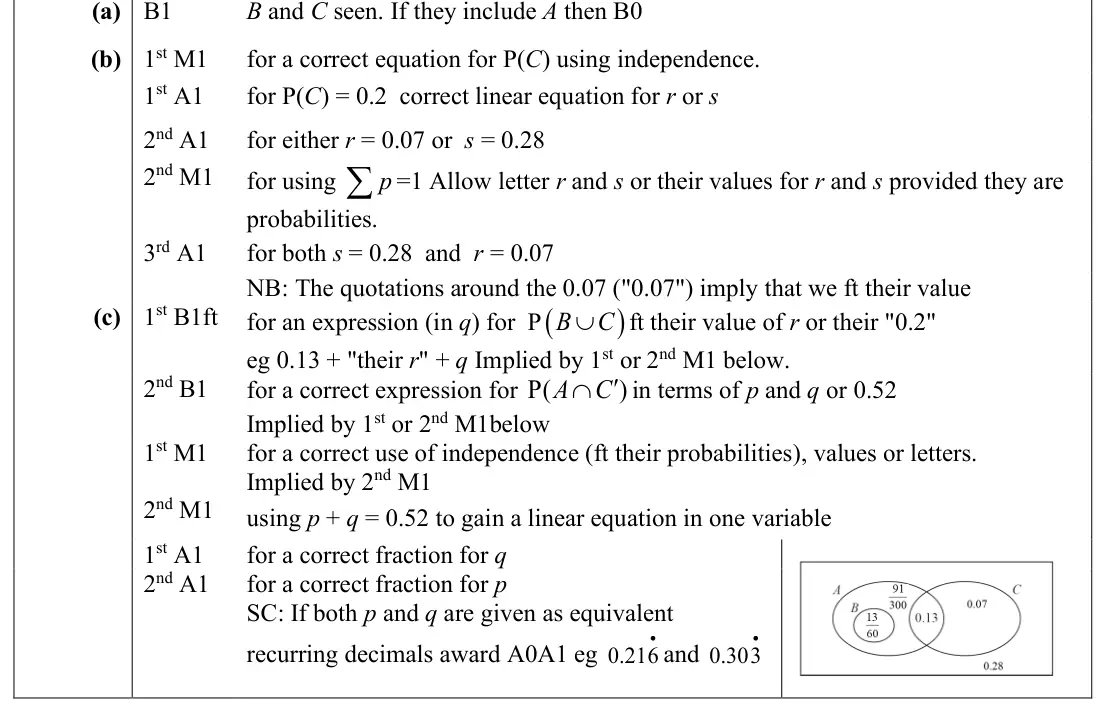 (a) B1 B and C seen. If they include A then B0
(b) 1st M1 for a correct equation for P(C) using independence.
1st A1 for P(C) = 0.2 correct linear equation for r or s
2nd A1 for either r = 0.07 or s = 0.28
2nd M1 for using ∑ p =1 Allow letter r and s or their values for r and s provided they are
probabilities.
3rd A1 for both s = 0.28 and r = 0.07
NB: The quotations around the 0.07 ("0.07") imply that we ft their value
(c) 1st B1ft for an expression (in q) for P(B∪C) ft their value of r or their "0.2"
eg 0.13 + "their r" + q Implied by 1st or 2nd M1 below.
2nd B1 for a correct expression for P(A∩C′) in terms of p and q or 0.52
Implied by 1st or 2nd M1below
1st M1 for a correct use of independence (ft their probabilities), values or letters.
Implied by 2nd M1
2nd M1 using p + q = 0.52 to gain a linear equation in one variable
1st A1 for a correct fraction for q
2nd A1 for a correct fraction for p
SC: If both p and q are given as equivalent
recurring decimals award A0A1 eg 0.216̇ and 0.303̇
A 91/300 C
B 13/60 0.13 0.07
0.28